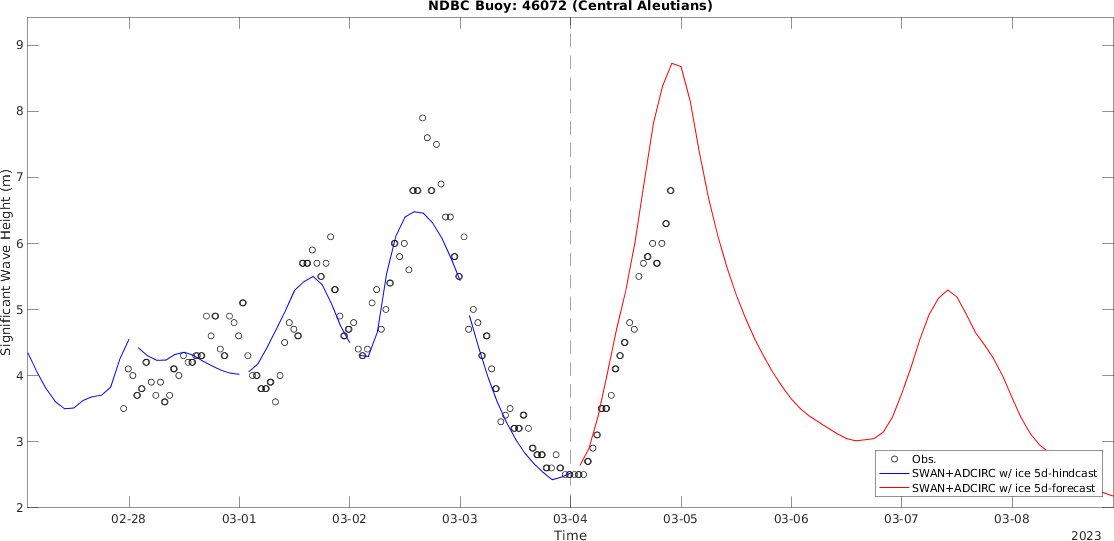 NDBC Buoy: 46072 (Central Aleutians)
9
8
7
6
5
4
3
2
Significant Wave Height (m)
Obs.
SWAN+ADCIRC w/ ice 5d-hindcast
SWAN+ADCIRC w/ ice 5d-forecast
02-28 03-01 03-02 03-03 03-04 03-05 03-06 03-07 03-08
Time
2023